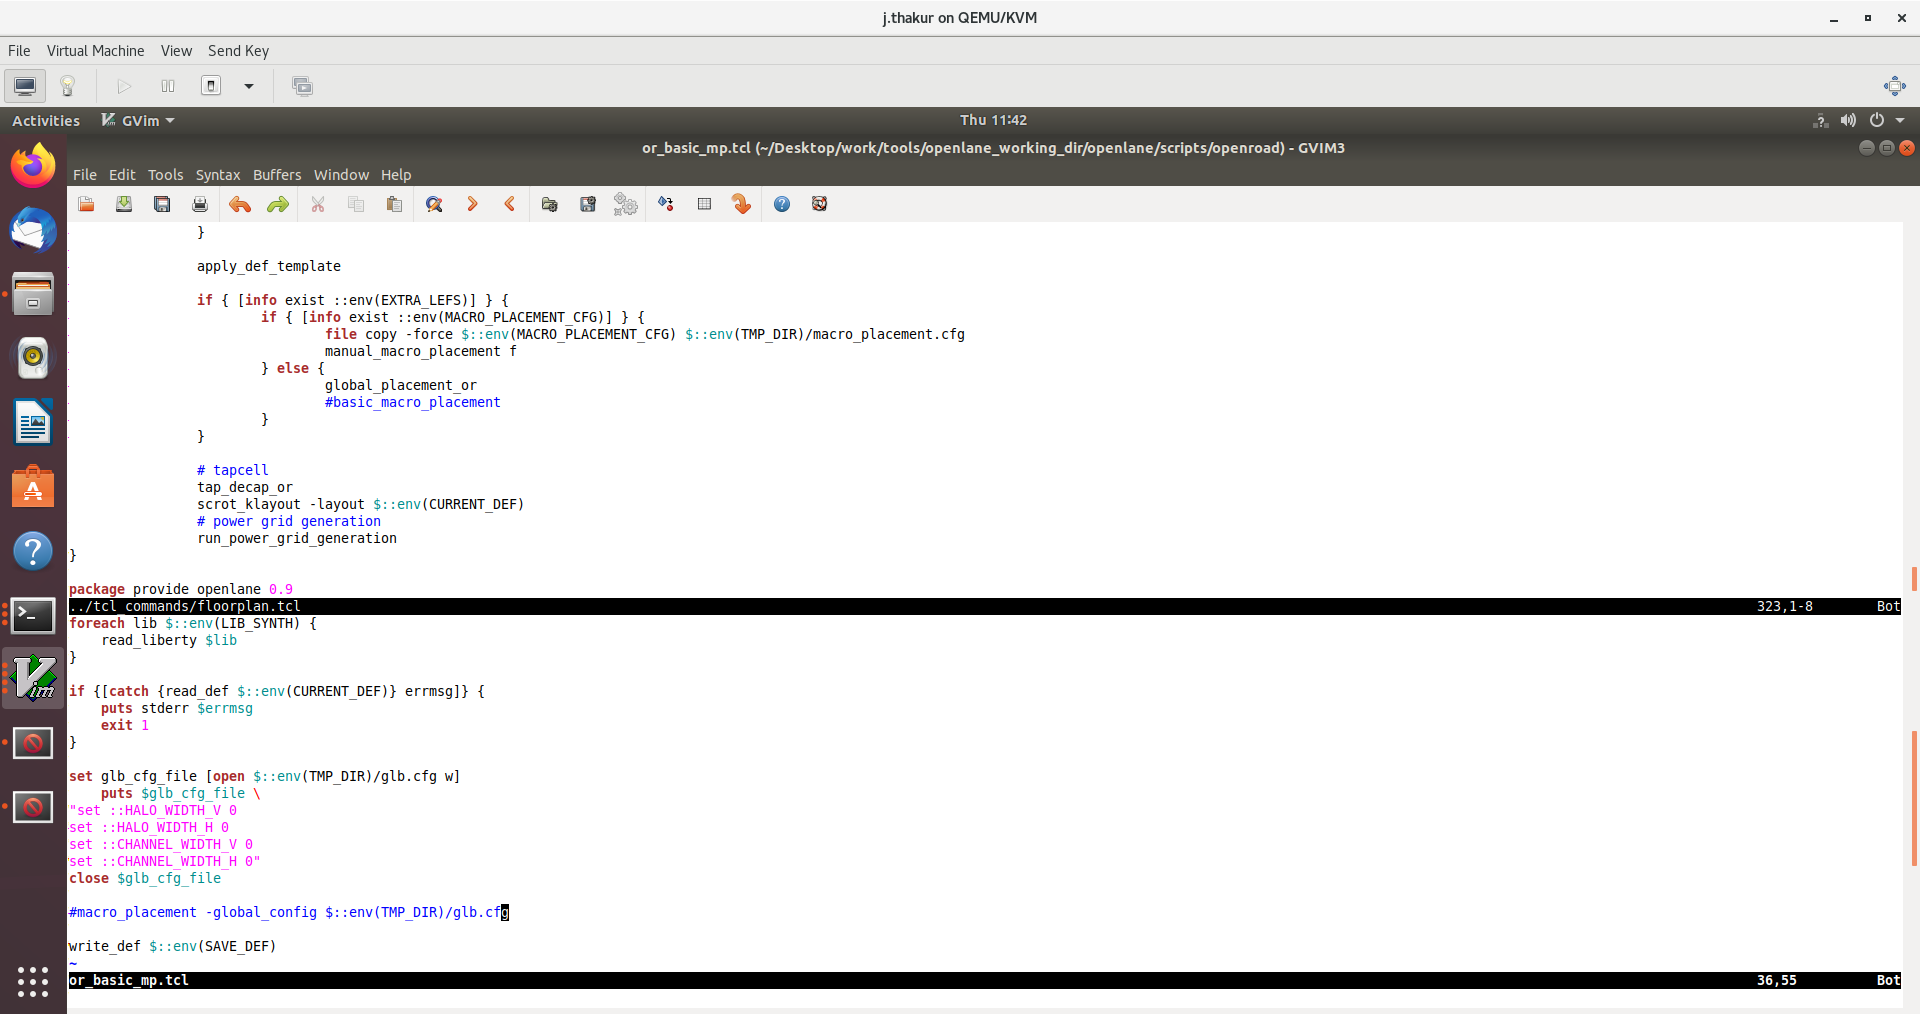 j.thakur on QEMU/KVM
File Virtual Machine View Send Key
Activities GVim Thu 11:42
or_basic_mp.tcl (~/Desktop/work/tools/openlane_working_dir/openlane/scripts/openroad) - GVIM3
File Edit Tools Syntax Buffers Window Help
}
apply_def_template
if { [info exist ::env(EXTRA_LEFS)] } {
if { [info exist ::env(MACRO_PLACEMENT_CFG)] } {
file copy -force $::env(MACRO_PLACEMENT_CFG) $::env(TMP_DIR)/macro_placement.cfg
manual_macro_placement f
} else {
global_placement_or
#basic_macro_placement
}
}
# tapcell
tap_decap_or
scrot_klayout -layout $::env(CURRENT_DEF)
# power grid generation
run_power_grid_generation
}
package provide openlane 0.9
../tcl_commands/floorplan.tcl 323,1-8 Bot
foreach lib $::env(LIB_SYNTH) {
read_liberty $lib
}
if {[catch {read_def $::env(CURRENT_DEF)} errmsg]} {
puts stderr $errmsg
exit 1
}
set glb_cfg_file [open $::env(TMP_DIR)/glb.cfg w]
puts $glb_cfg_file \
"set ::HALO_WIDTH_V 0
set ::HALO_WIDTH_H 0
set ::CHANNEL_WIDTH_V 0
set ::CHANNEL_WIDTH_H 0"
close $glb_cfg_file
#macro_placement -global_config $::env(TMP_DIR)/glb.cfg
write_def $::env(SAVE_DEF)
~
or_basic_mp.tcl 36,55 Bot